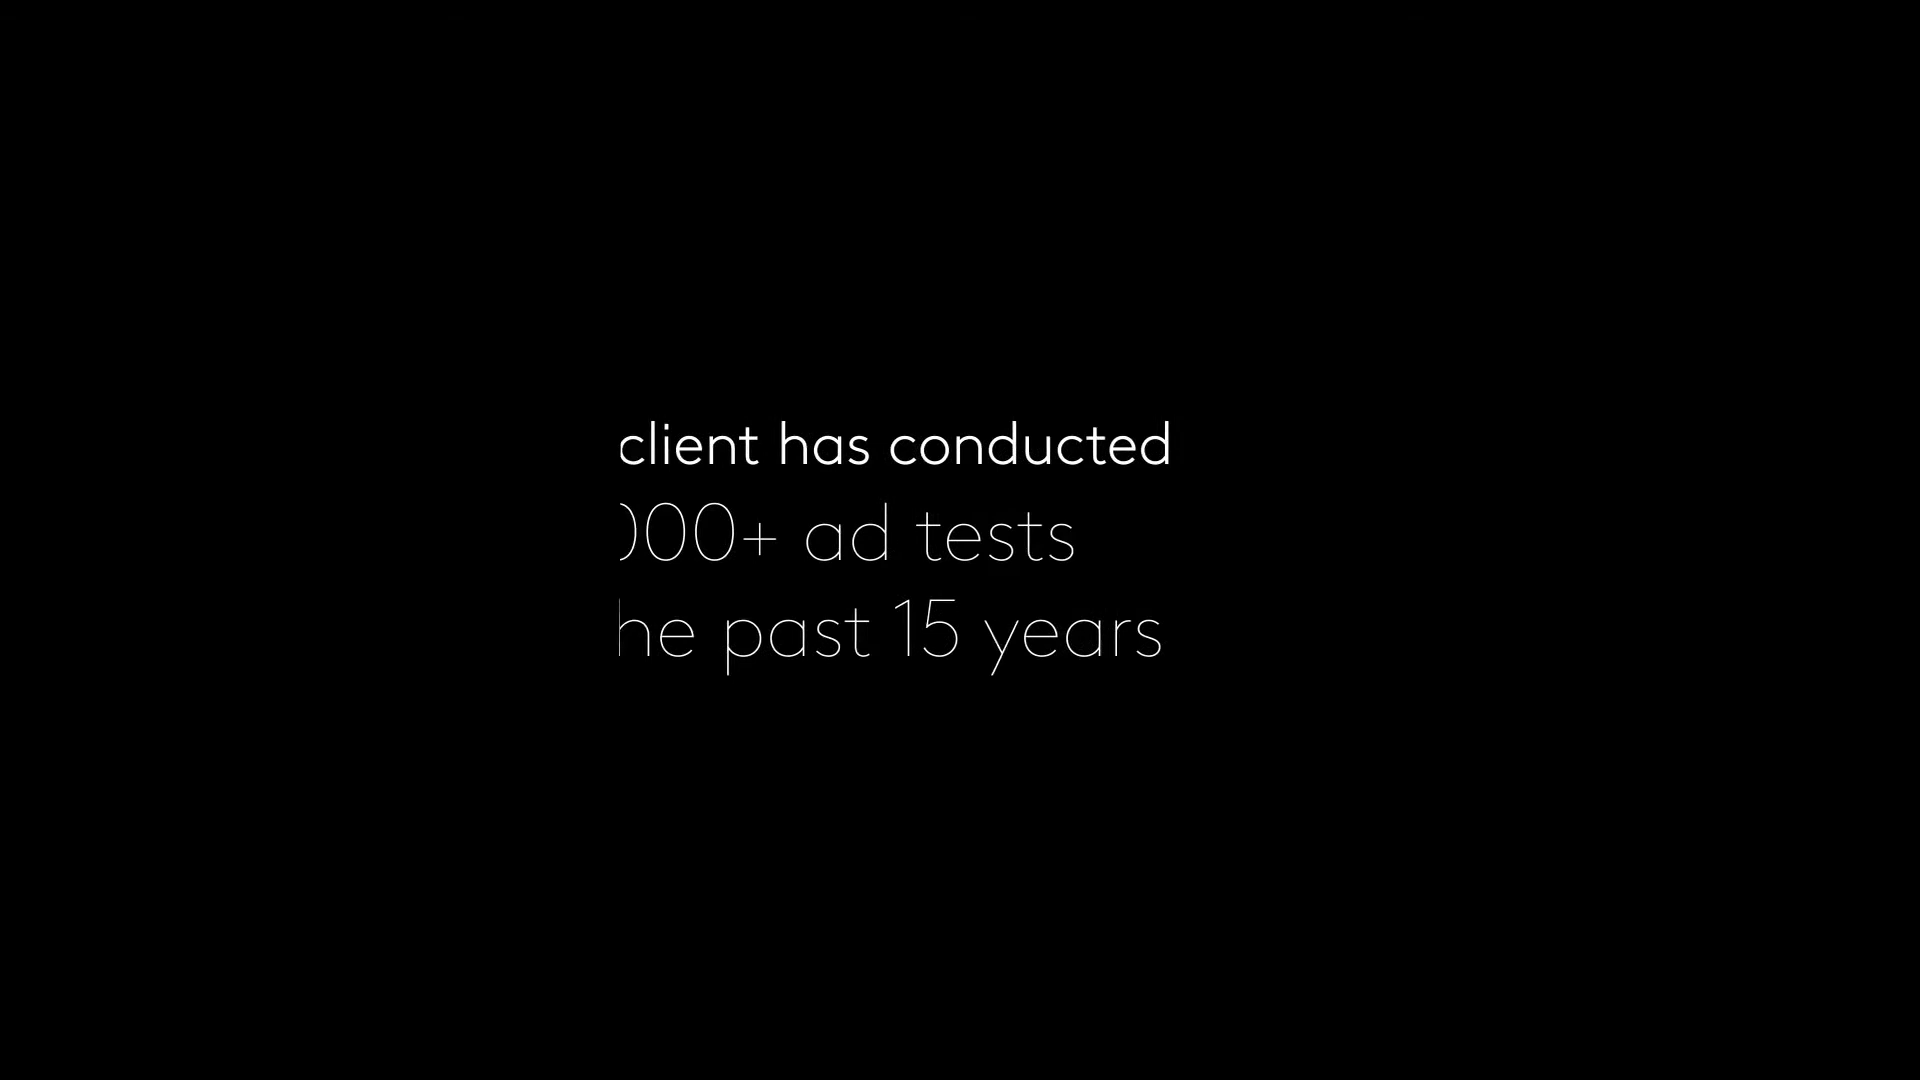 client has conducted
000+ ad tests
he past 15 years